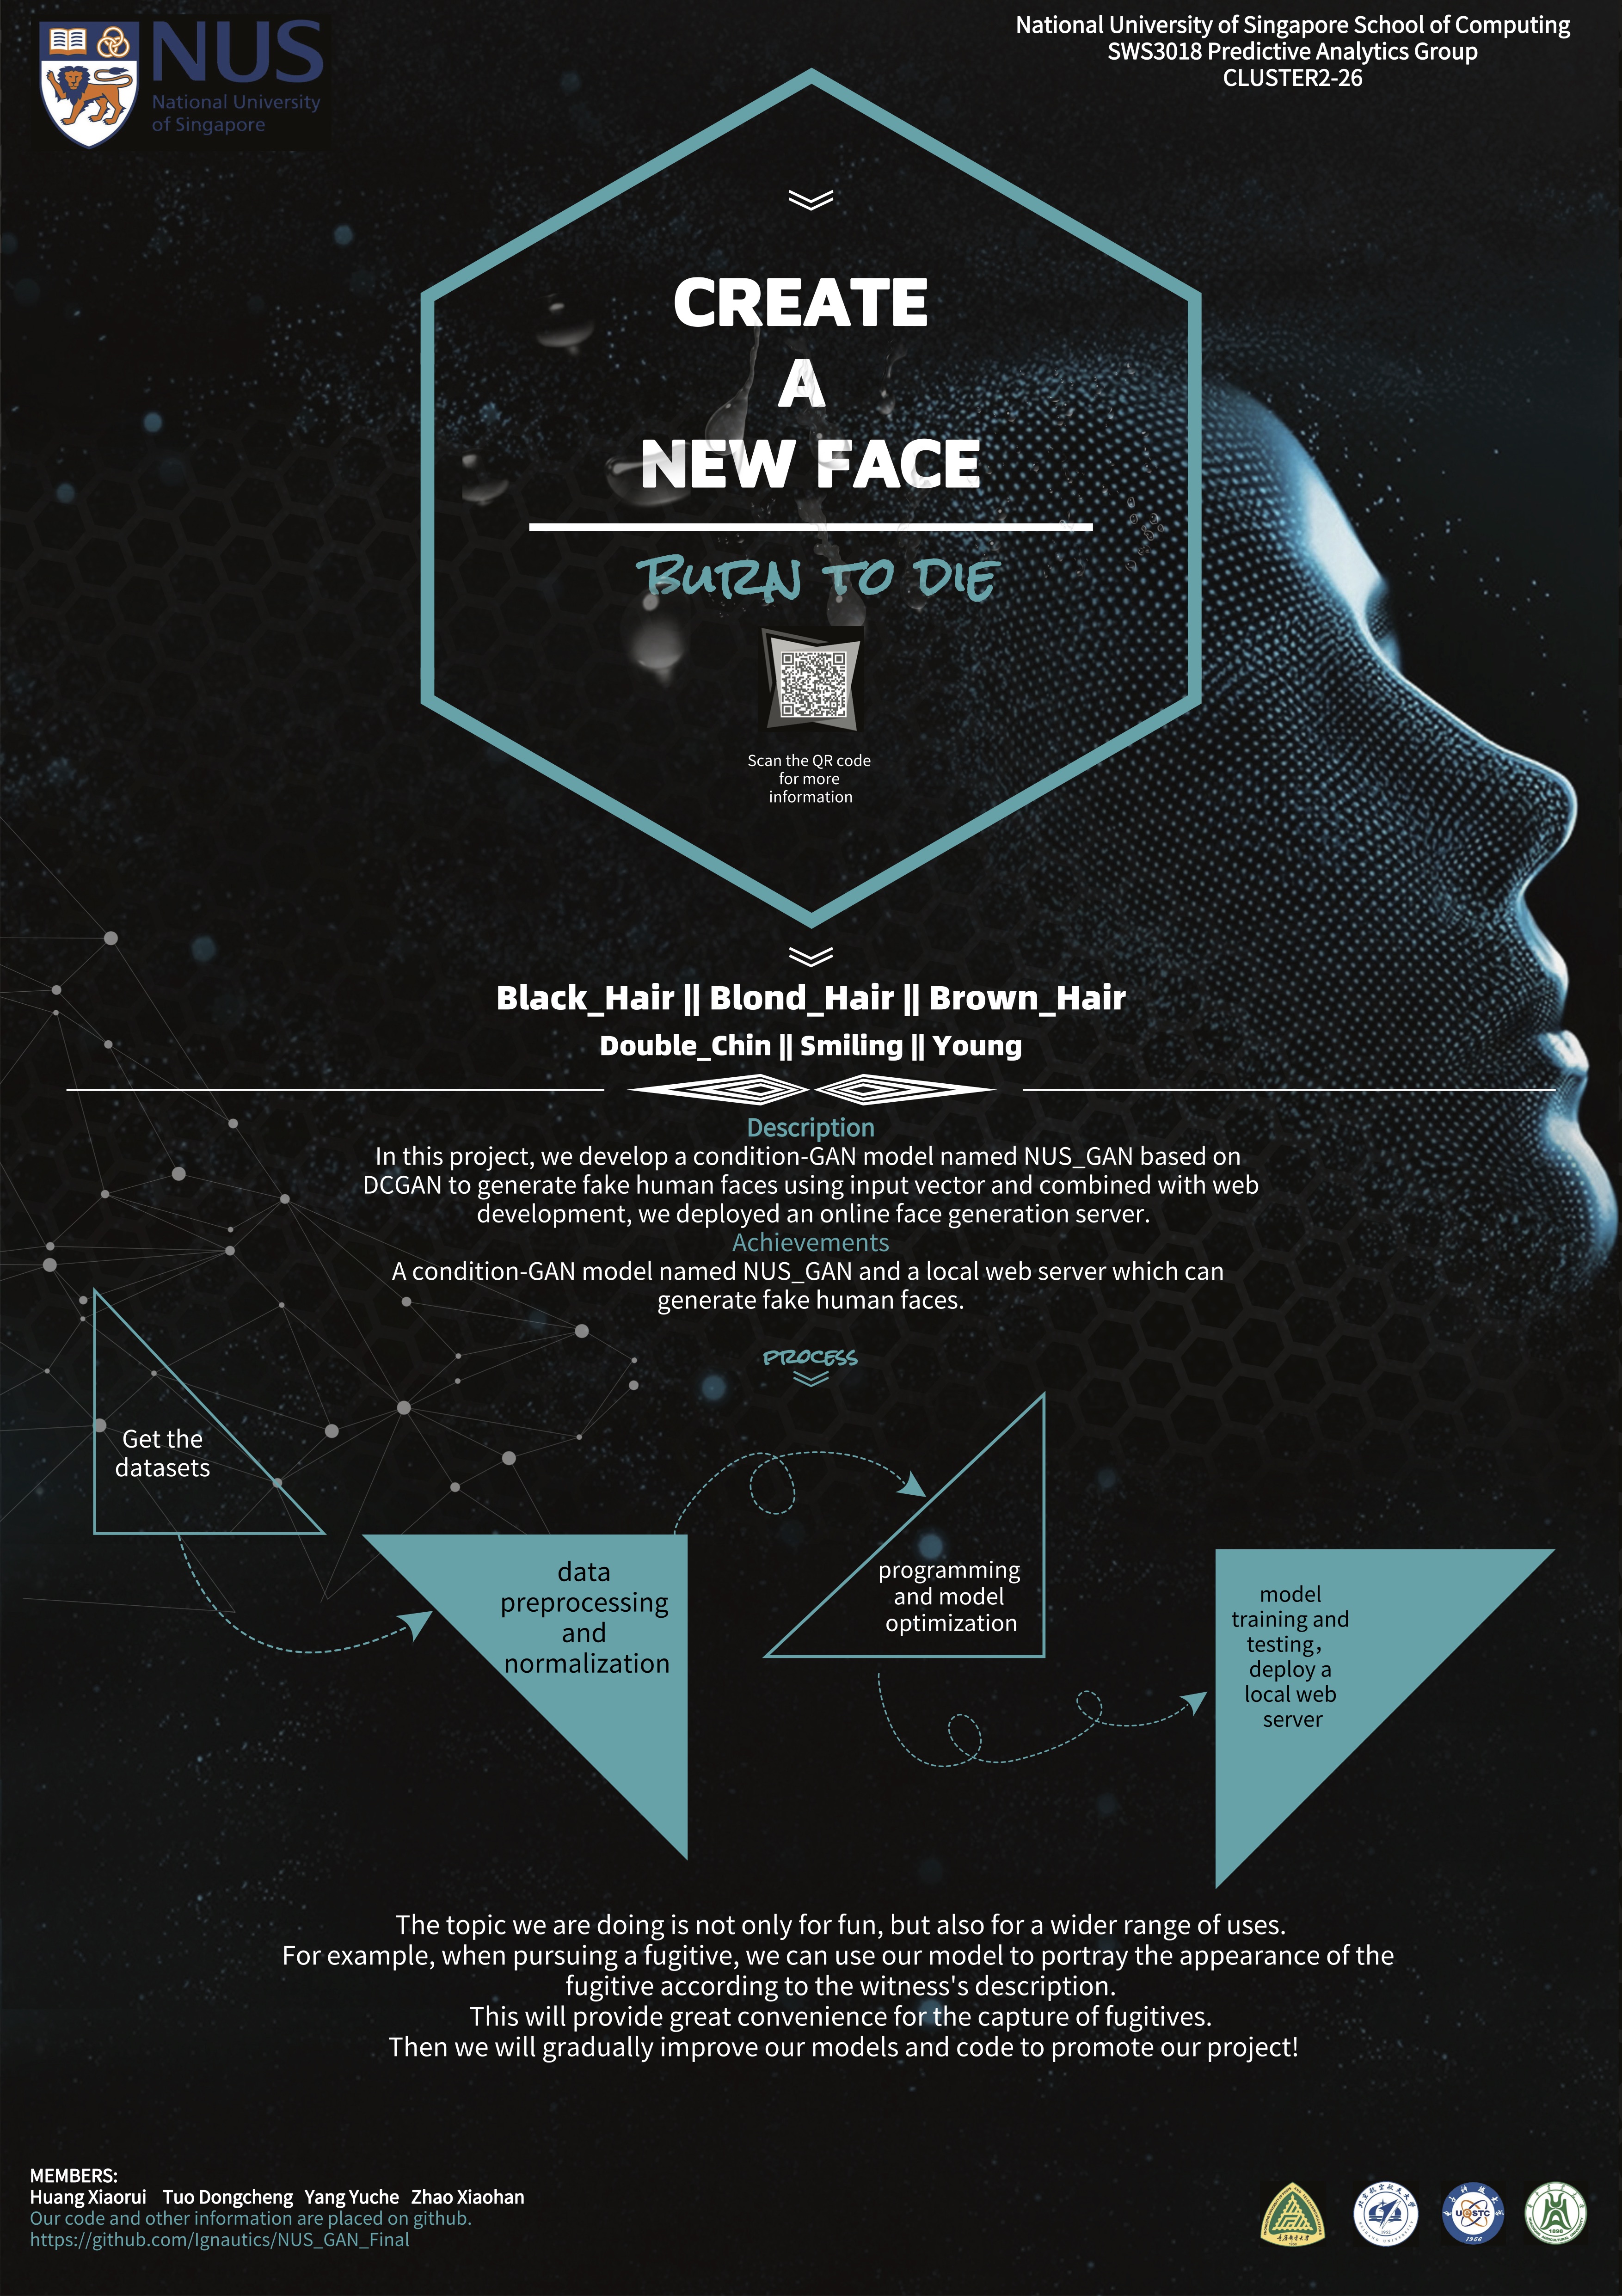 NUS
National University
of Singapore
National University of Singapore School of Computing
SWS3018 Predictive Analytics Group
CLUSTER2-26
CREATE
A
NEW FACE
BURN TO DIE
Scan the QR code
for more
information
Black_Hair || Blond_Hair || Brown_Hair
Double_Chin || Smiling || Young
Description
In this project, we develop a condition-GAN model named NUS_GAN based on
DCGAN to generate fake human faces using input vector and combined with web
development, we deployed an online face generation server.
Achievements
A condition-GAN model named NUS_GAN and a local web server which can
generate fake human faces.
PROCESS
Get the
datasets
data
preprocessing
and
normalization
programming
and model
optimization
model
training and
testing，
deploy a
local web
server
The topic we are doing is not only for fun, but also for a wider range of uses.
For example, when pursuing a fugitive, we can use our model to portray the appearance of the
fugitive according to the witness's description.
This will provide great convenience for the capture of fugitives.
Then we will gradually improve our models and code to promote our project!
MEMBERS:
Huang Xiaorui Tuo Dongcheng Yang Yuche Zhao Xiaohan
Our code and other information are placed on github.
https://github.com/Ignautics/NUS_GAN_Final
1952
UESTC
1956
1898